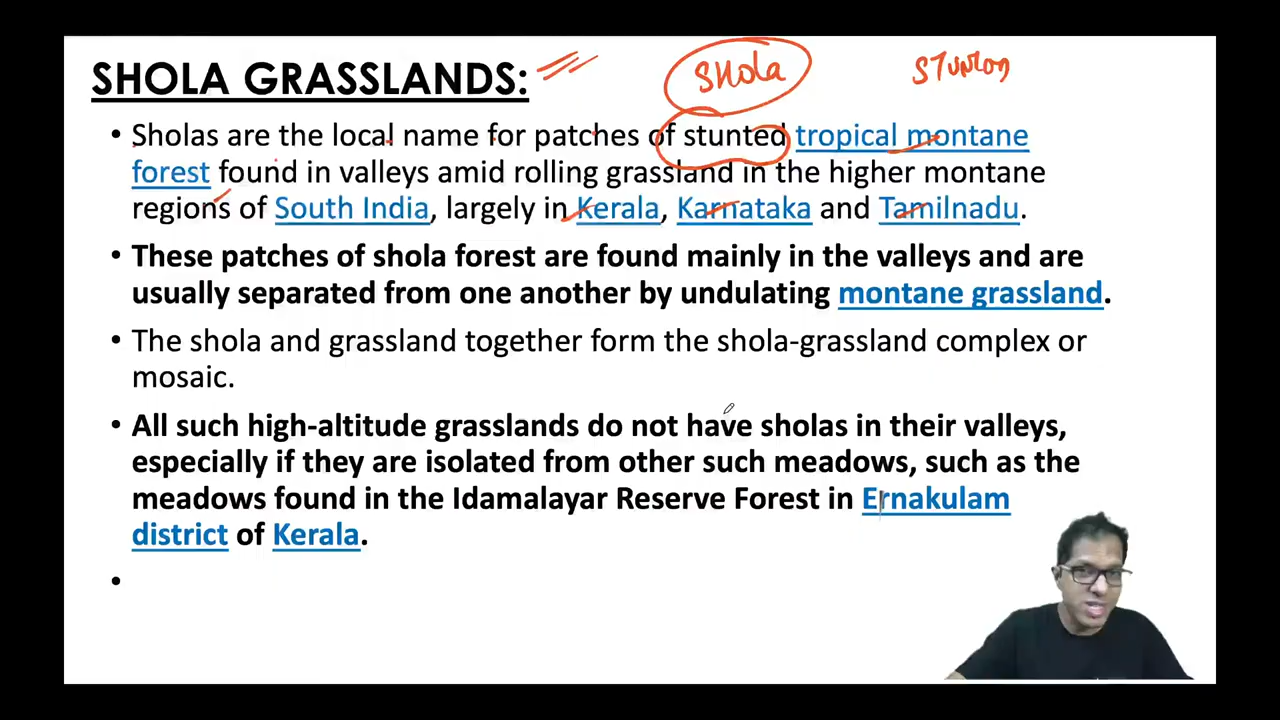 SHOLA GRASSLANDS:
SHola
• Sholas are the local name for patches of stunted tropical montane
forest found in valleys amid rolling grassland in the higher montane
regions of South India, largely in Kerala, Karnataka and Tamilnadu.
• These patches of shola forest are found mainly in the valleys and are
usually separated from one another by undulating montane grassland.
• The shola and grassland together form the shola-grassland complex or
mosaic.
• All such high-altitude grasslands do not have sholas in their valleys,
especially if they are isolated from other such meadows, such as the
meadows found in the Idamalayar Reserve Forest in Ernakulam
district of Kerala.
•